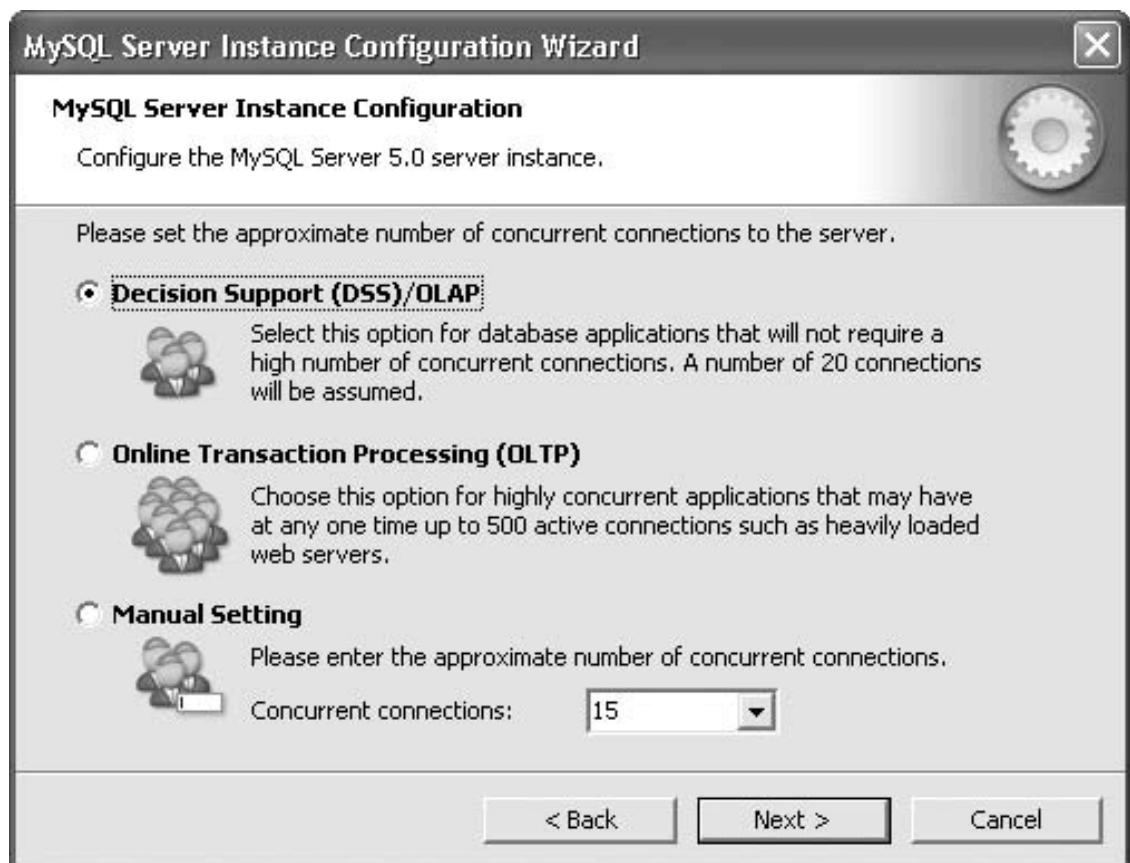 MySQL Server Instance Configuration Wizard
MySQL Server Instance Configuration
Configure the MySQL Server 5.0 server instance.
Please set the approximate number of concurrent connections to the server.
Decision Support (DSS)/OLAP
Select this option for database applications that will not require a
high number of concurrent connections. A number of 20 connections
will be assumed.
Online Transaction Processing (OLTP)
Choose this option for highly concurrent applications that may have
at any one time up to 500 active connections such as heavily loaded
web servers.
Manual Setting
Please enter the approximate number of concurrent connections.
Concurrent connections: 15
< Back Next > Cancel